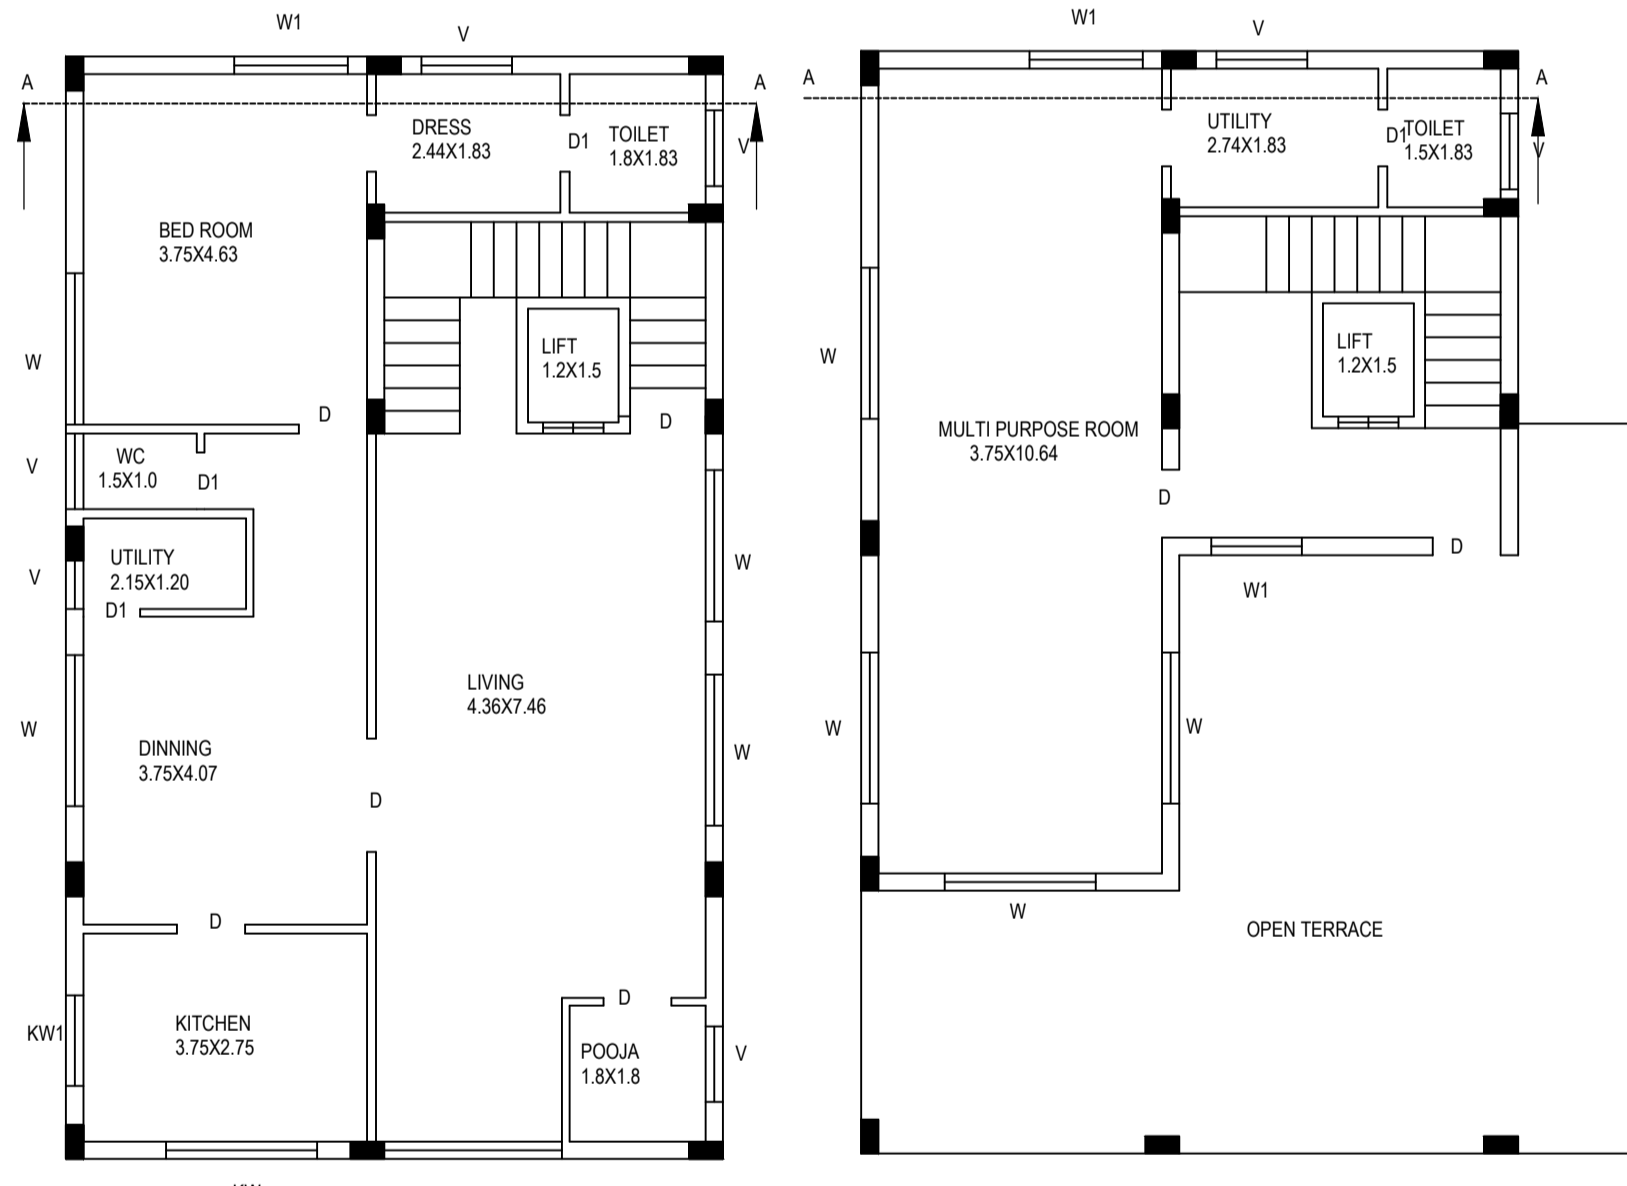 W1
V
A
A
DRESS
2.44X1.83
D1
TOILET
1.8X1.83
V
BED ROOM
3.75X4.63
LIFT
1.2X1.5
W
D
D
WC
1.5X1.0
V
D1
UTILITY
2.15X1.20
V
D1
W
LIVING
4.36X7.46
W
DINNING
3.75X4.07
W
D
D
KITCHEN
3.75X2.75
KW1
D
POOJA
1.8X1.8
V
W1
V
A
A
UTILITY
2.74X1.83
D1
TOILET
1.5X1.83
V
LIFT
1.2X1.5
W
MULTI PURPOSE ROOM
3.75X10.64
D
D
W1
W
W
W
OPEN TERRACE